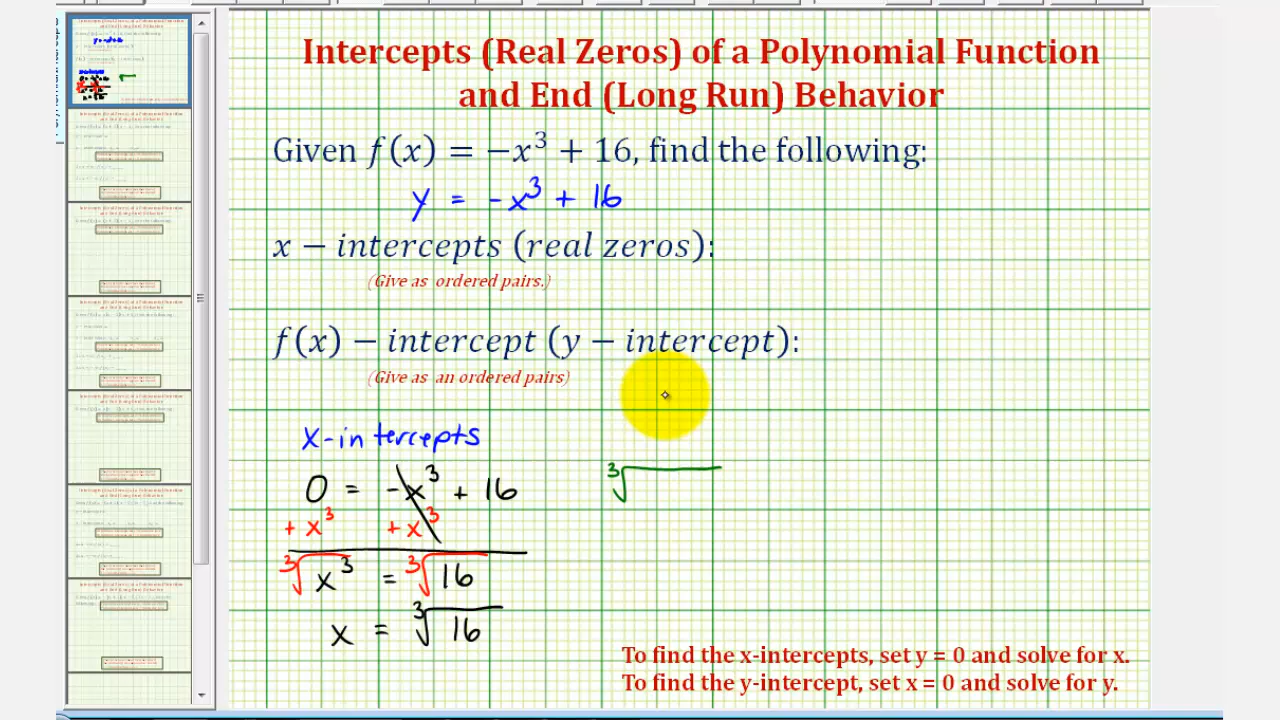 Intercepts (Real Zeros) of a Polynomial Function
and End (Long Run) Behavior
Given f(x) = −x³ + 16, find the following:
y = -x³ + 16
x − intercepts (real zeros):
(Give as ordered pairs.)
f(x) − intercept (y − intercept):
(Give as an ordered pairs)
x-intercepts
0 = -x³ + 16
+ x³ + x³
∛x³ = ∛16
x = ∛16
∛
To find the x-intercepts, set y = 0 and solve for x.
To find the y-intercept, set x = 0 and solve for y.